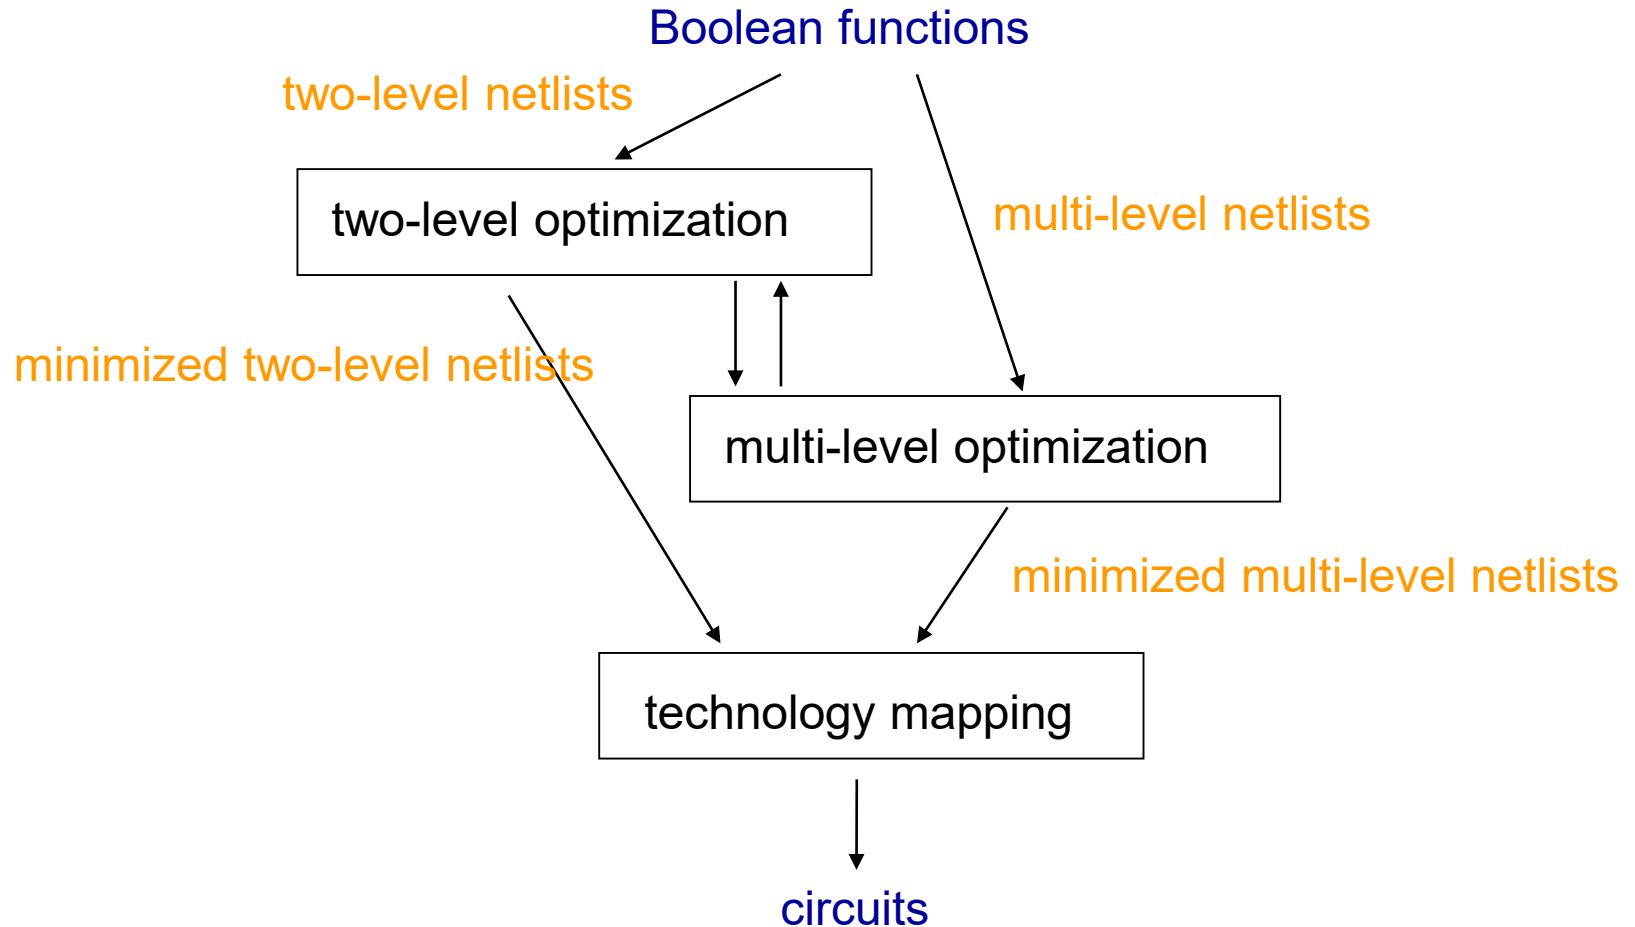 Boolean functions
two-level netlists
two-level optimization
multi-level netlists
minimized two-level netlists
multi-level optimization
minimized multi-level netlists
technology mapping
circuits